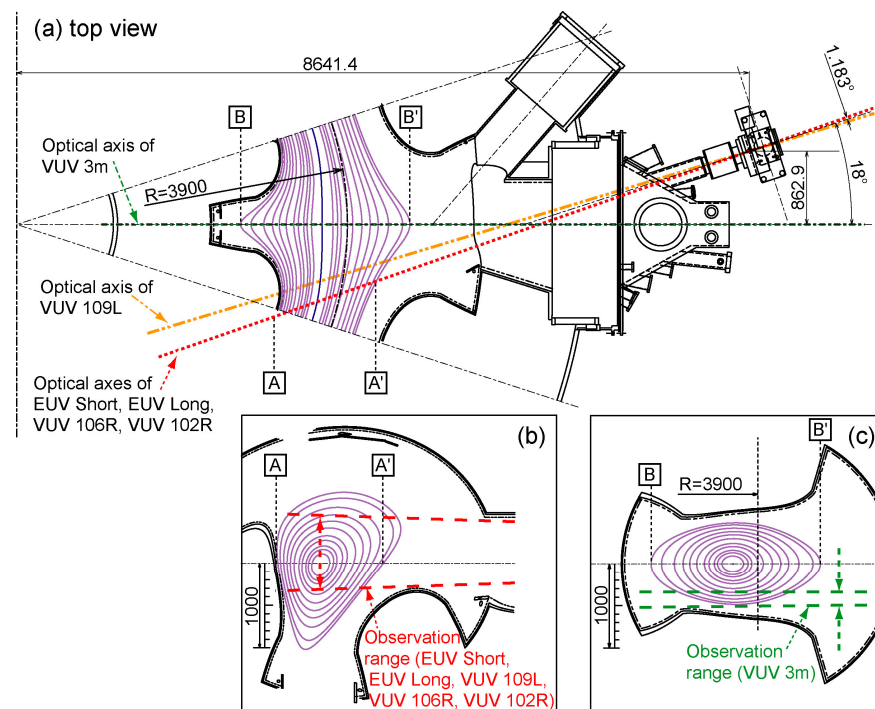 (a) top view
8641.4
1.183°
18°
862.9
B
B'
Optical axis of
VUV 3m
R=3900
Optical axis of
VUV 109L
Optical axes of
EUV Short, EUV Long,
VUV 106R, VUV 102R
A
A'
(b)
A
A'
1000
Observation
range (EUV Short,
EUV Long, VUV 109L,
VUV 106R, VUV 102R)
(c)
B'
B
R=3900
1000
Observation
range (VUV 3m)